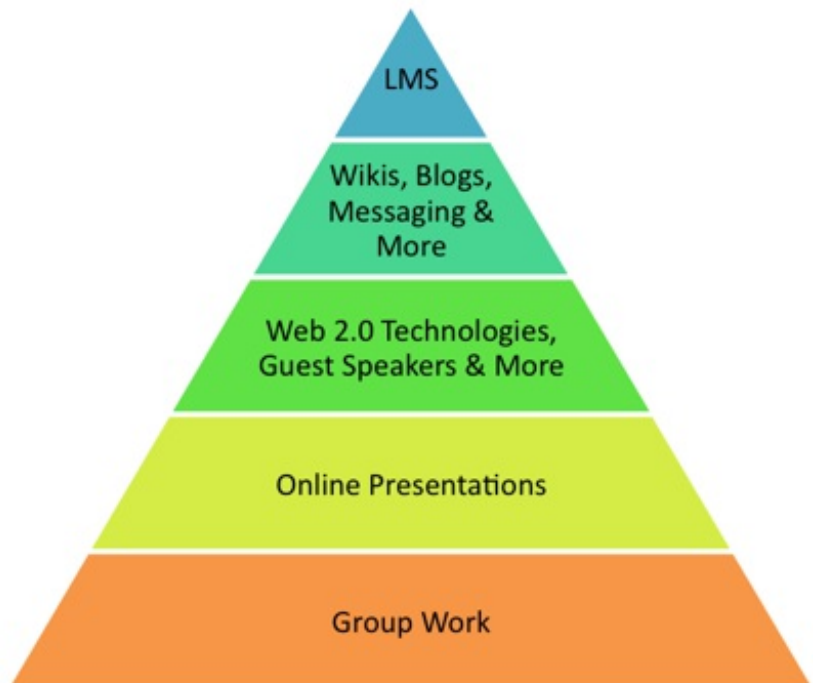 LMS
Wikis, Blogs,
Messaging &
More
Web 2.0 Technologies,
Guest Speakers & More
Online Presentations
Group Work